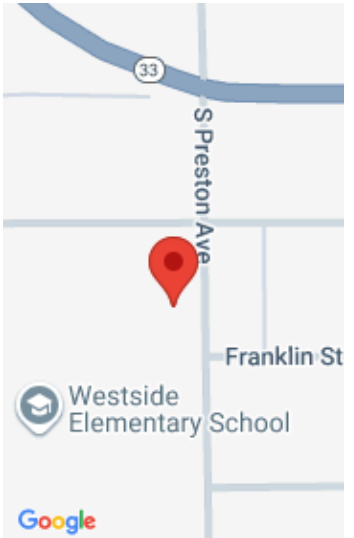 33
S Preston Ave
Franklin St
Westside
Elementary School
Google